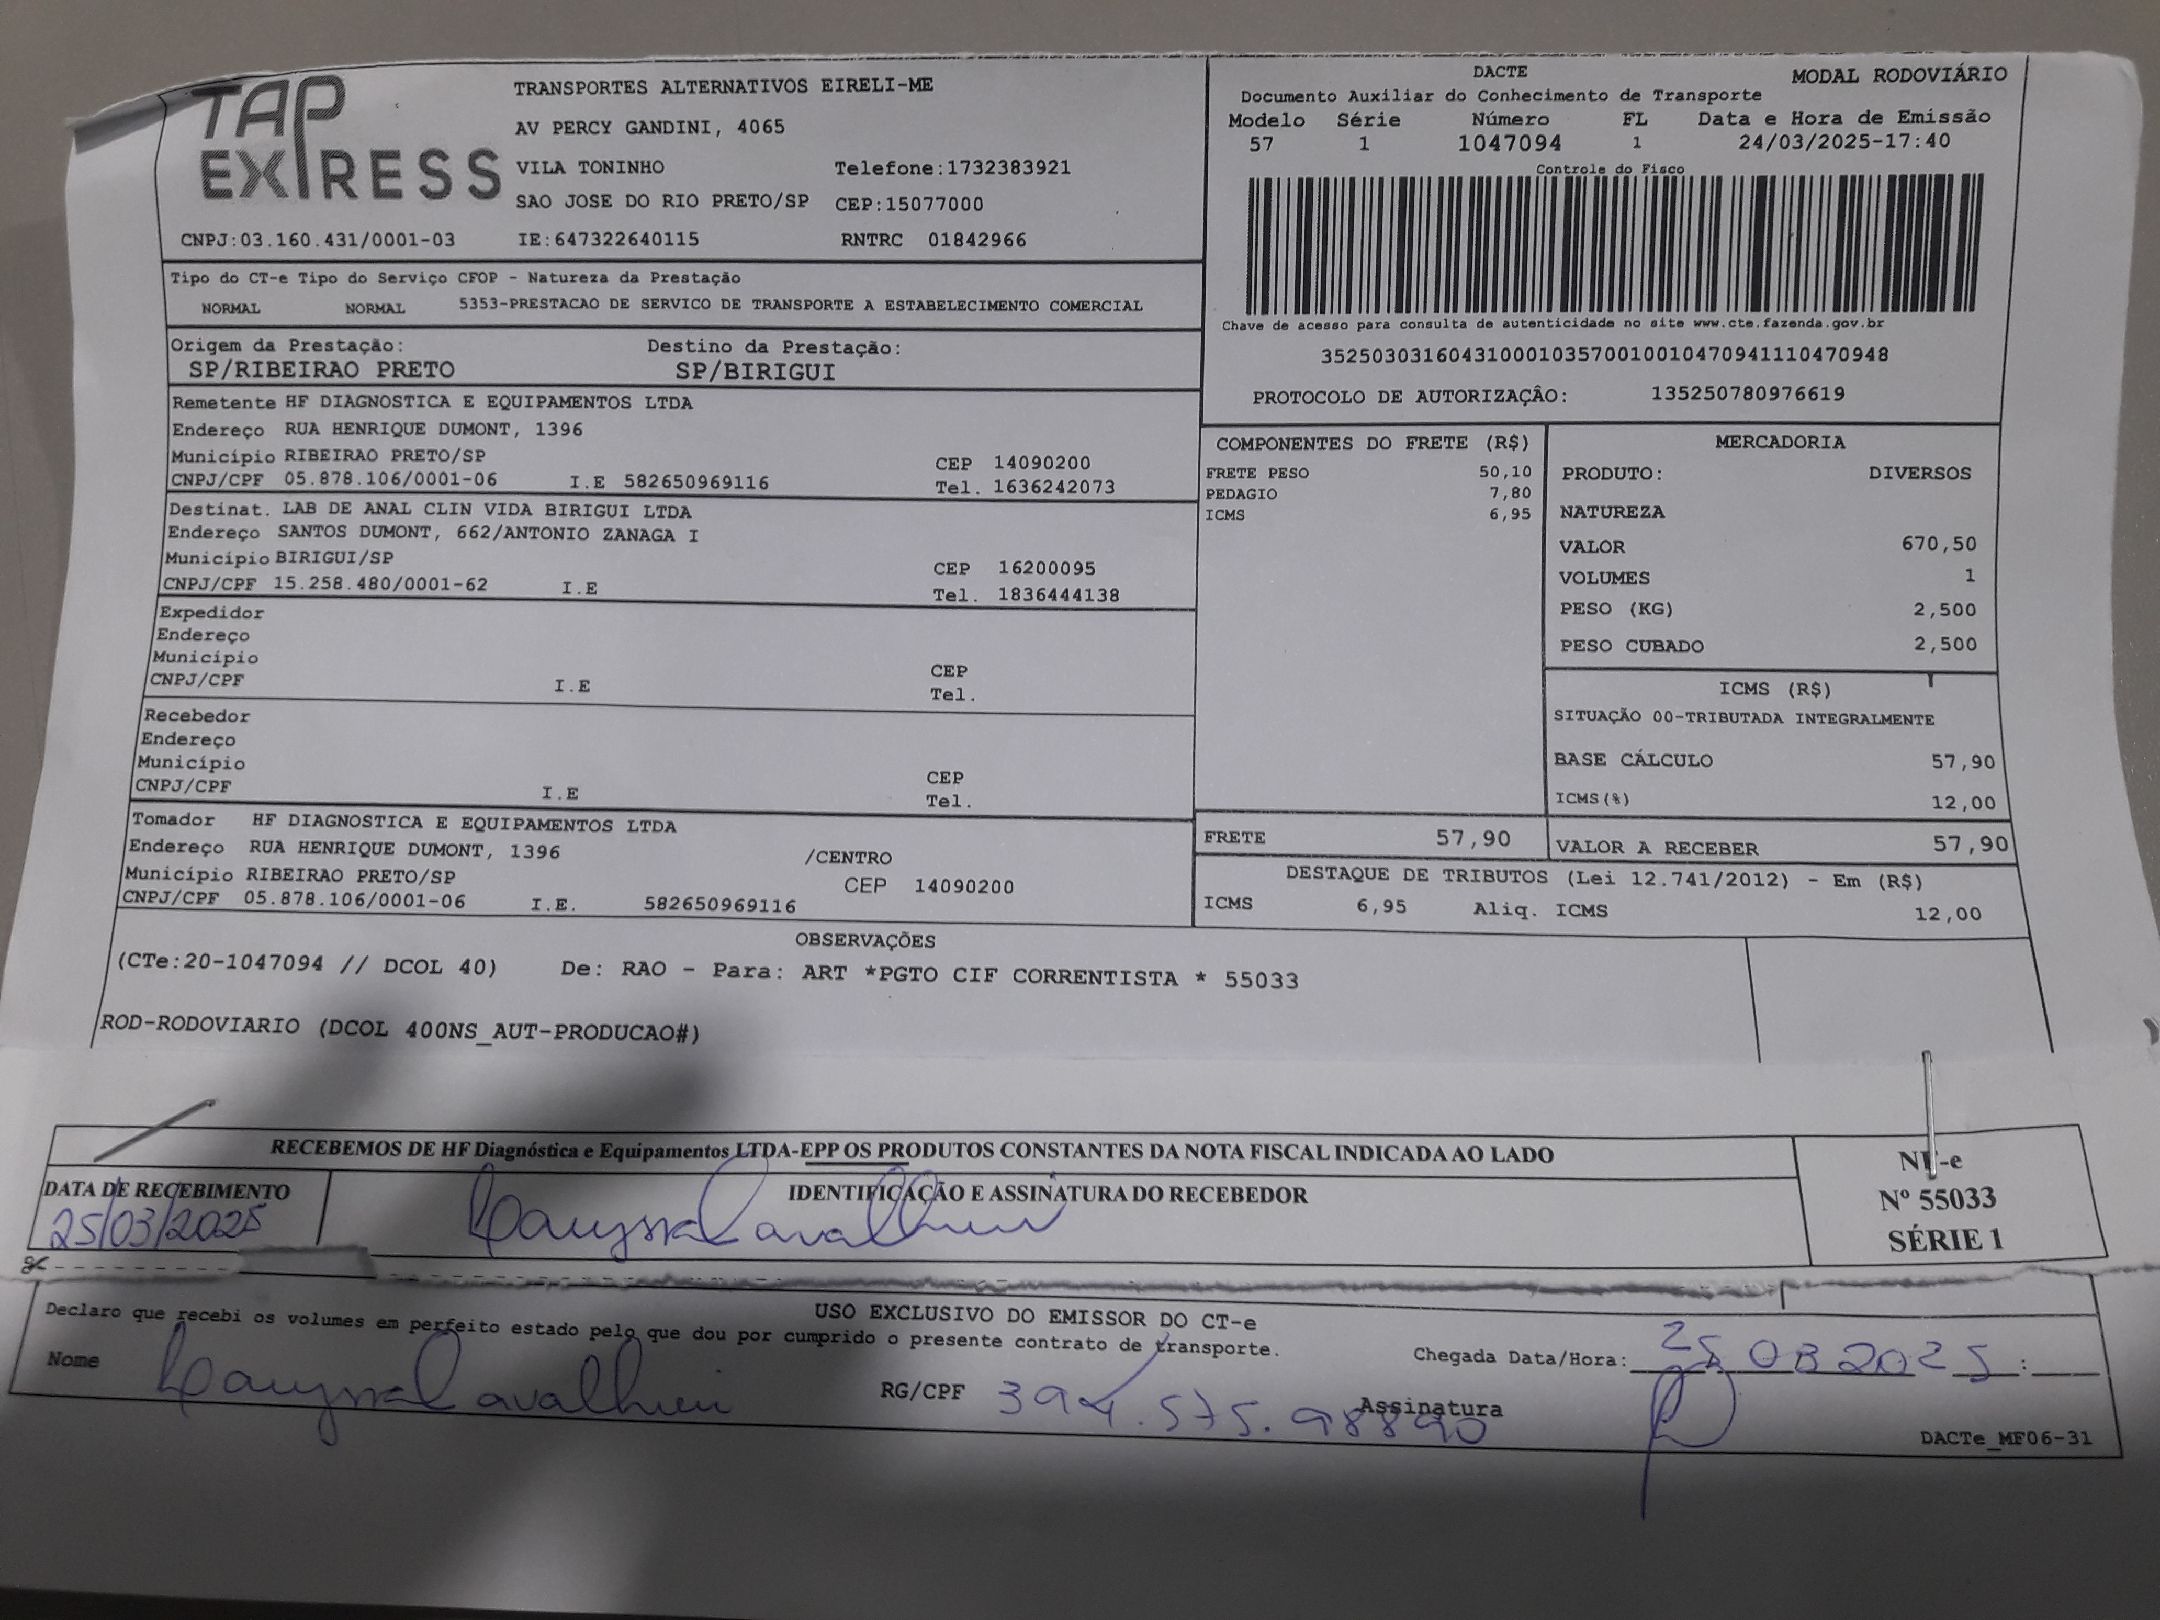 TAP EXPRESS
TRANSPORTES ALTERNATIVOS EIRELI-ME
AV PERCY GANDINI, 4065
VILA TONINHO Telefone:1732383921
SAO JOSE DO RIO PRETO/SP CEP:15077000
CNPJ:03.160.431/0001-03 IE:647322640115 RNTRC 01842966
DACTE MODAL RODOVIÁRIO
Documento Auxiliar do Conhecimento de Transporte
Modelo Série Número FL Data e Hora de Emissão
57 1 1047094 1 24/03/2025-17:40
Controle do Fisco
Chave de acesso para consulta de autenticidade no site www.cte.fazenda.gov.br
35250303160431000103570010010470941110470948
PROTOCOLO DE AUTORIZAÇÂO: 135250780976619
Tipo do CT-e Tipo do Serviço CFOP - Natureza da Prestação
NORMAL NORMAL 5353-PRESTACAO DE SERVICO DE TRANSPORTE A ESTABELECIMENTO COMERCIAL
Origem da Prestação: Destino da Prestação:
SP/RIBEIRAO PRETO SP/BIRIGUI
Remetente HF DIAGNOSTICA E EQUIPAMENTOS LTDA
Endereço RUA HENRIQUE DUMONT, 1396
Município RIBEIRAO PRETO/SP CEP 14090200
CNPJ/CPF 05.878.106/0001-06 I.E 582650969116 Tel. 1636242073
Destinat. LAB DE ANAL CLIN VIDA BIRIGUI LTDA
Endereço SANTOS DUMONT, 662/ANTONIO ZANAGA I
Município BIRIGUI/SP CEP 16200095
CNPJ/CPF 15.258.480/0001-62 I.E Tel. 1836444138
Expedidor
Endereço
Município CEP
CNPJ/CPF I.E Tel.
Recebedor
Endereço
Município CEP
CNPJ/CPF I.E Tel.
Tomador HF DIAGNOSTICA E EQUIPAMENTOS LTDA
Endereço RUA HENRIQUE DUMONT, 1396 /CENTRO
Município RIBEIRAO PRETO/SP CEP 14090200
CNPJ/CPF 05.878.106/0001-06 I.E. 582650969116
COMPONENTES DO FRETE (R$)
FRETE PESO 50,10
PEDAGIO 7,80
ICMS 6,95
MERCADORIA
PRODUTO: DIVERSOS
NATUREZA
VALOR 670,50
VOLUMES 1
PESO (KG) 2,500
PESO CUBADO 2,500
ICMS (R$)
SITUAÇÃO 00-TRIBUTADA INTEGRALMENTE
BASE CÁLCULO 57,90
ICMS(%) 12,00
FRETE 57,90 VALOR A RECEBER 57,90
DESTAQUE DE TRIBUTOS (Lei 12.741/2012) - Em (R$)
ICMS 6,95 Aliq. ICMS 12,00
OBSERVAÇÕES
(CTe:20-1047094 // DCOL 40) De: RAO - Para: ART *PGTO CIF CORRENTISTA * 55033
ROD-RODOVIARIO (DCOL 400NS_AUT-PRODUCAO#)
RECEBEMOS DE HF Diagnóstica e Equipamentos LTDA-EPP OS PRODUTOS CONSTANTES DA NOTA FISCAL INDICADA AO LADO
DATA DE RECEBIMENTO IDENTIFICAÇÃO E ASSINATURA DO RECEBEDOR
25/03/2025
NF-e
Nº 55033
SÉRIE 1
USO EXCLUSIVO DO EMISSOR DO CT-e
Declaro que recebi os volumes em perfeito estado pelo que dou por cumprido o presente contrato de transporte.
Nome RG/CPF 394.575.98890 Assinatura
Chegada Data/Hora: 25 03 2025 :
DACTe_MF06-31